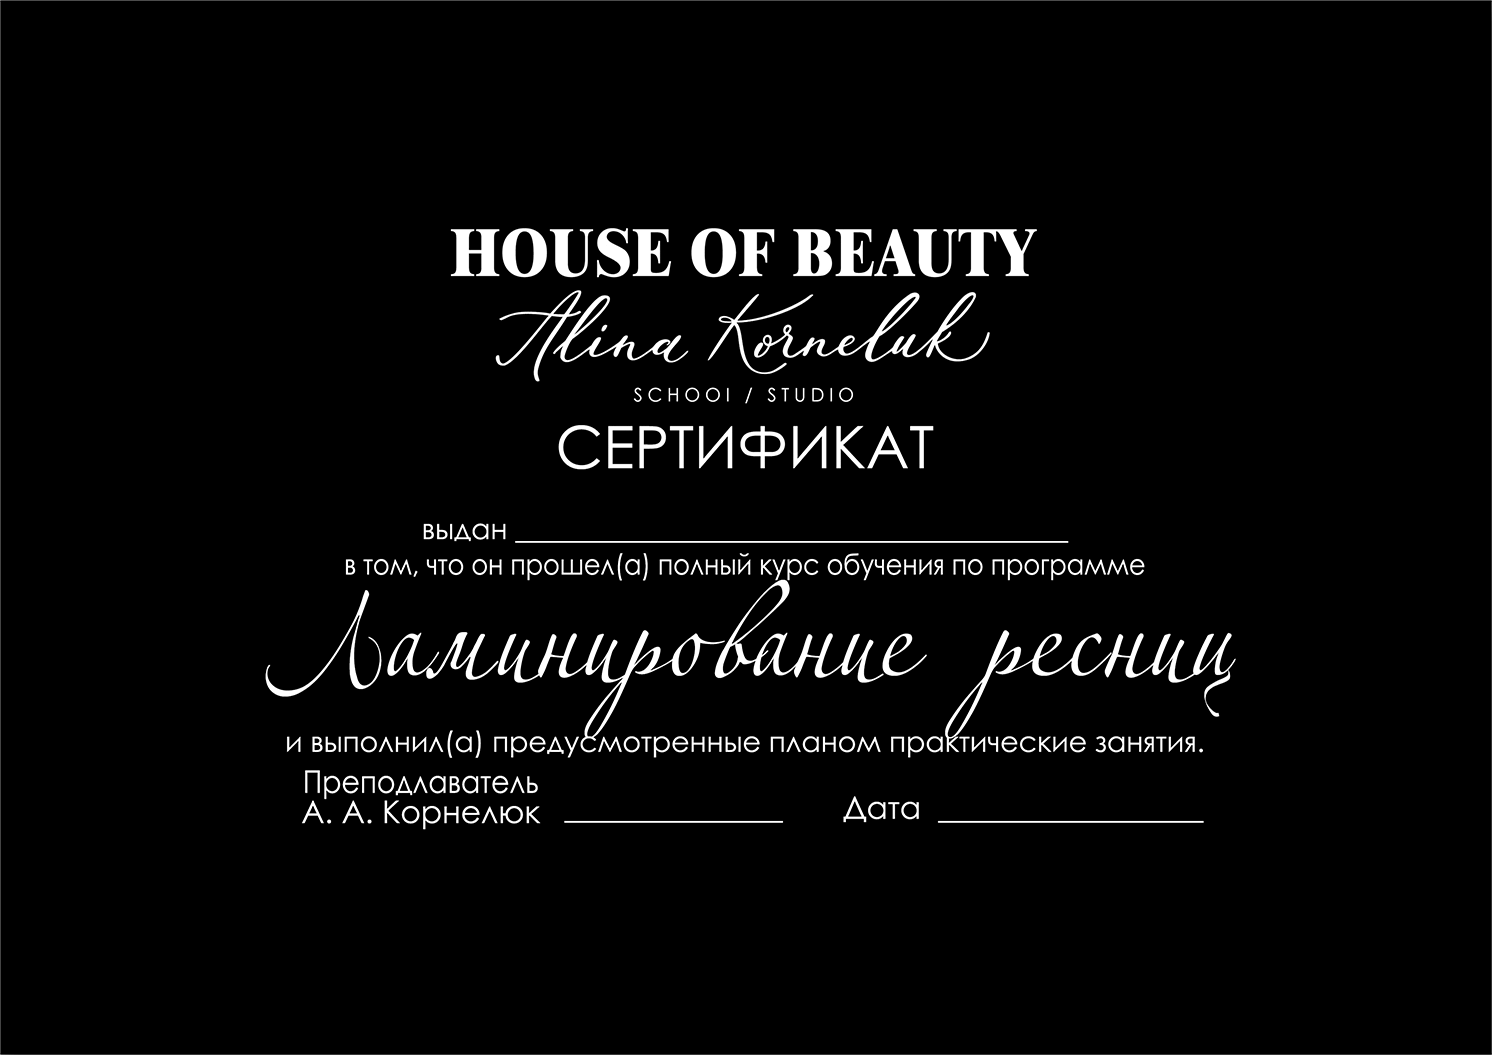 HOUSE OF BEAUTY
Alina Korneluk
SCHOOl / STUDIO
СЕРТИФИКАТ
выдан
в том, что он прошел(а) полный курс обучения по программе
Ламинирование ресниц
и выполнил(а) предусмотренные планом практические занятия.
Преподлаватель
А. А. Корнелюк Дата